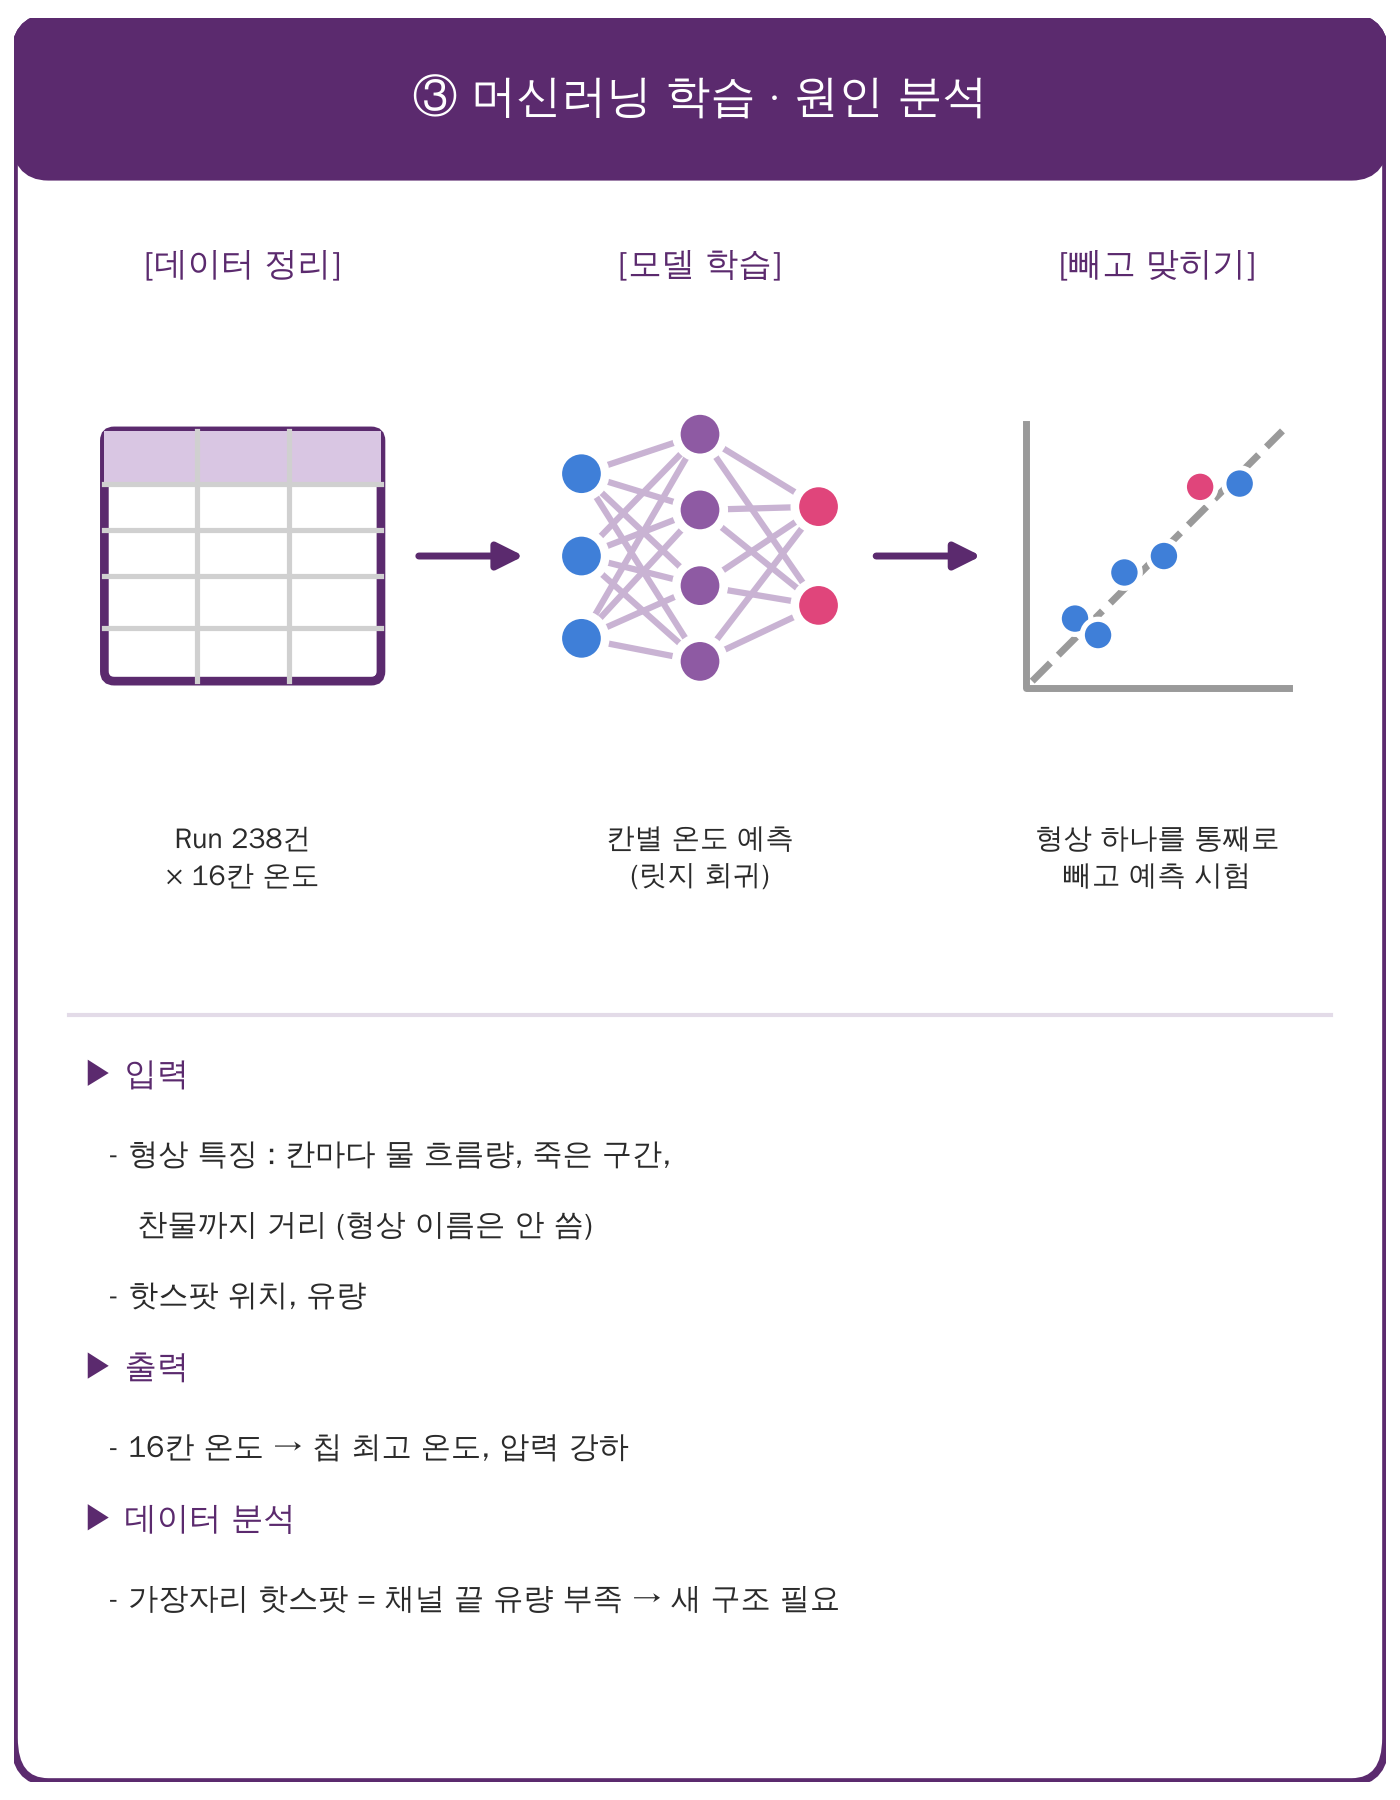 ③ 머신러닝 학습 · 원인 분석
[데이터 정리]
[모델 학습]
[빼고 맞히기]
Run 238건
× 16칸 온도
칸별 온도 예측
(릿지 회귀)
형상 하나를 통째로
빼고 예측 시험
▶ 입력
- 형상 특징 : 칸마다 물 흐름량, 죽은 구간,
찬물까지 거리 (형상 이름은 안 씀)
- 핫스팟 위치, 유량
▶ 출력
- 16칸 온도 → 칩 최고 온도, 압력 강하
▶ 데이터 분석
- 가장자리 핫스팟 = 채널 끝 유량 부족 → 새 구조 필요